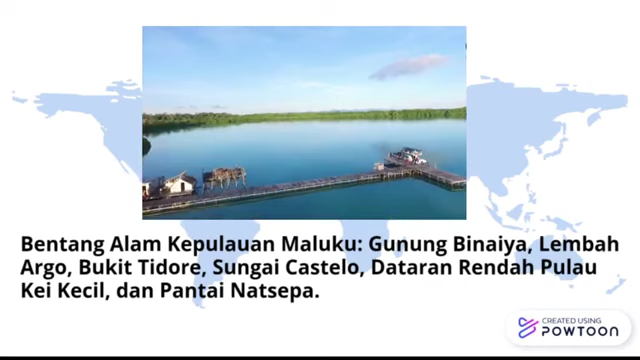 Bentang Alam Kepulauan Maluku: Gunung Binaiya, Lembah
Argo, Bukit Tidore, Sungai Castelo, Dataran Rendah Pulau
Kei Kecil, dan Pantai Natsepa.
CREATED USING
POWTOON